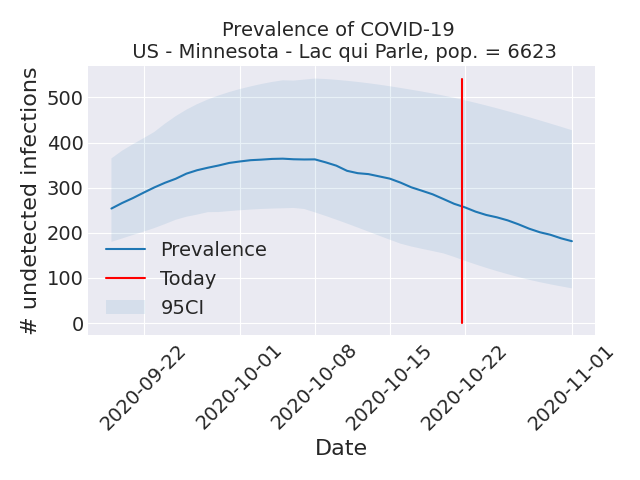 Prevalence of COVID-19
US - Minnesota - Lac qui Parle, pop. = 6623
# undetected infections
500
400
300
200
100
0
Prevalence
Today
95CI
2020-09-22
2020-10-01
2020-10-08
2020-10-15
2020-10-22
2020-11-01
Date